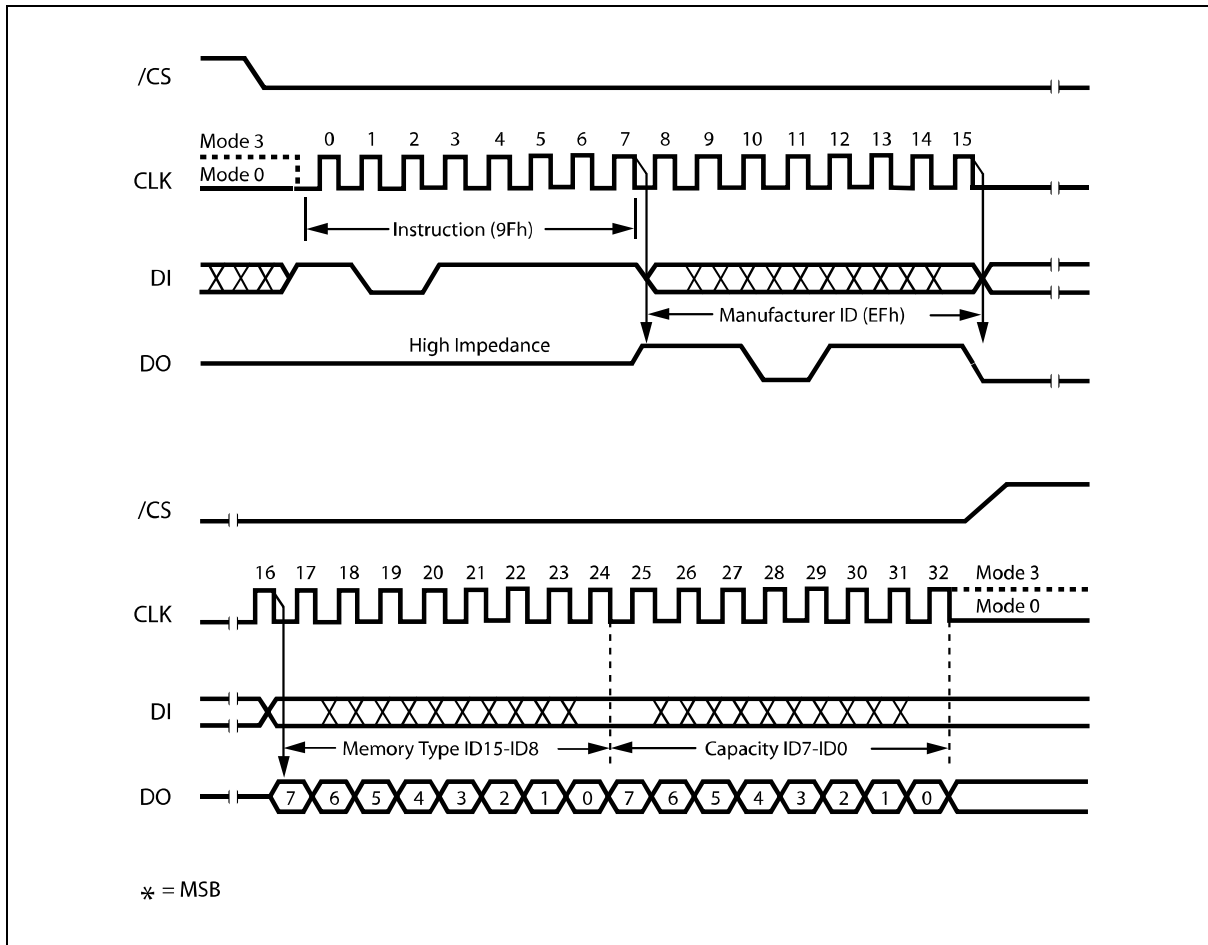 /CS
Mode 3
0 1 2 3 4 5 6 7 8 9 10 11 12 13 14 15
Mode 0
CLK
Instruction (9Fh)
DI
Manufacturer ID (EFh)
High Impedance
DO
/CS
16 17 18 19 20 21 22 23 24 25 26 27 28 29 30 31 32
Mode 3
Mode 0
CLK
DI
Memory Type ID15-ID8
Capacity ID7-ID0
DO
7 6 5 4 3 2 1 0 7 6 5 4 3 2 1 0
* = MSB